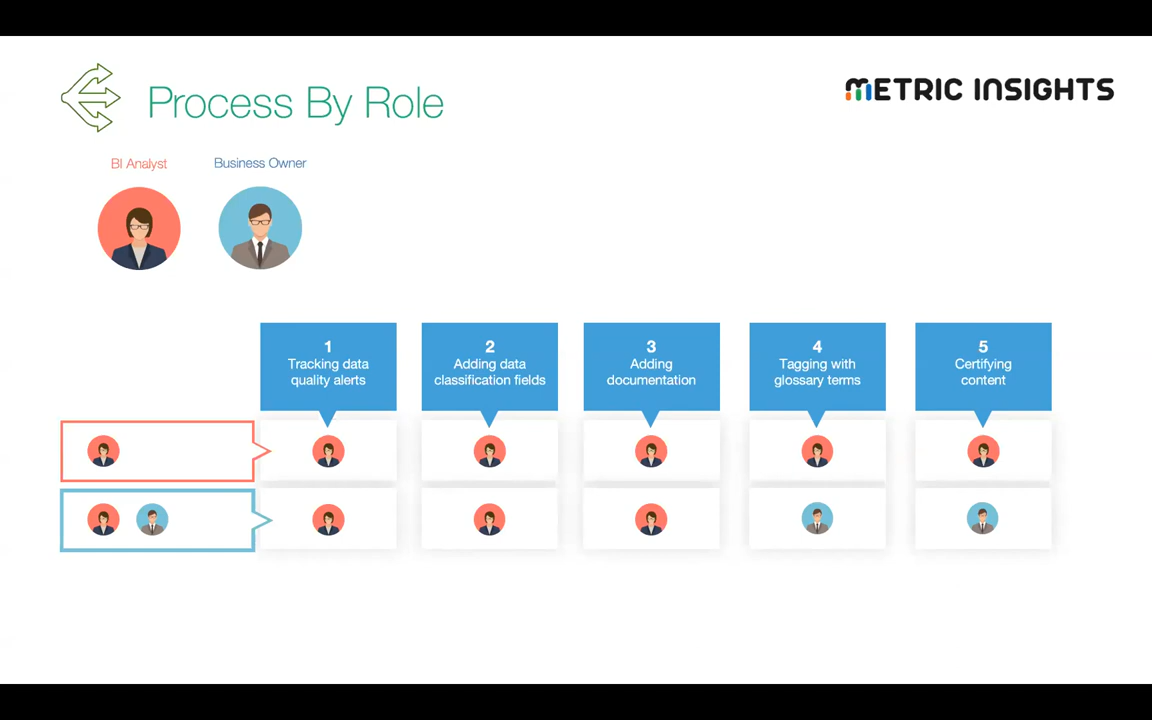 Process By Role
METRIC INSIGHTS
BI Analyst
Business Owner
1
Tracking data
quality alerts
2
Adding data
classification fields
3
Adding
documentation
4
Tagging with
glossary terms
5
Certifying
content